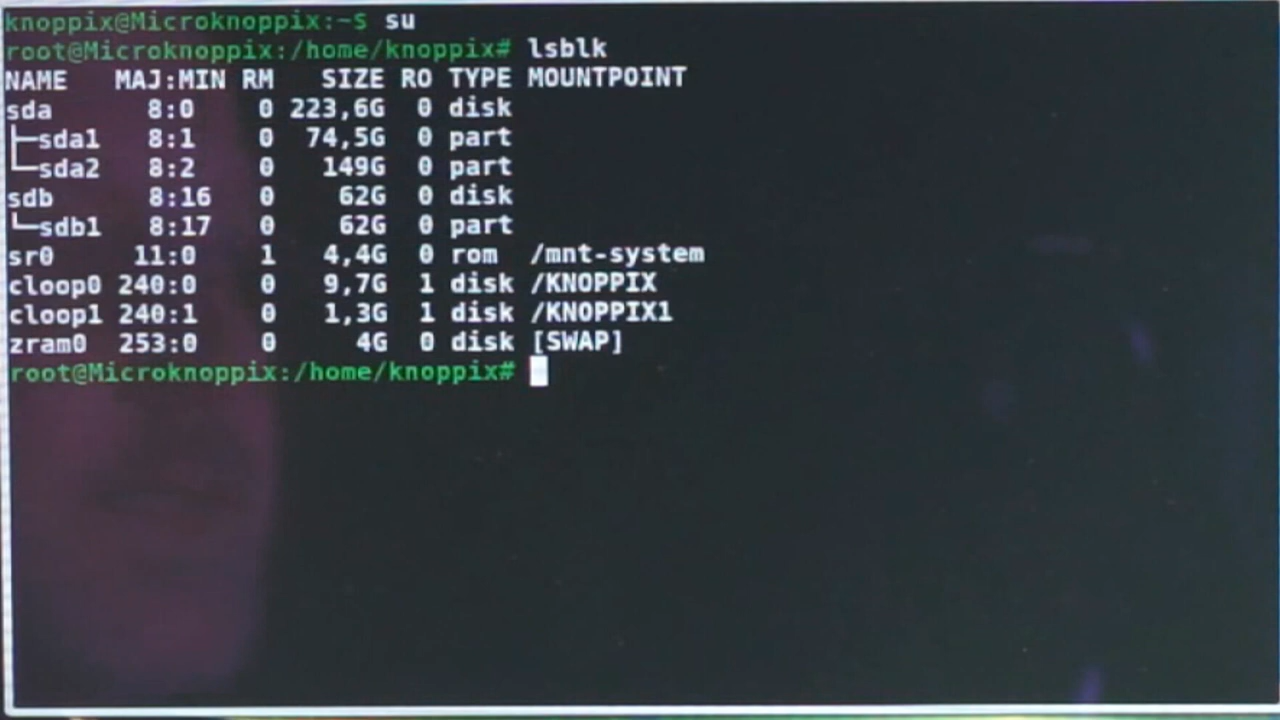 knoppix@Microknoppix:~$ su
root@Microknoppix:/home/knoppix# lsblk
NAME   MAJ:MIN RM   SIZE RO TYPE MOUNTPOINT
sda      8:0    0 223,6G  0 disk
├─sda1   8:1    0  74,5G  0 part
└─sda2   8:2    0   149G  0 part
sdb      8:16   0    62G  0 disk
└─sdb1   8:17   0    62G  0 part
sr0     11:0    1   4,4G  0 rom  /mnt-system
cloop0 240:0    0   9,7G  1 disk /KNOPPIX
cloop1 240:1    0   1,3G  1 disk /KNOPPIX1
zram0  253:0    0     4G  0 disk [SWAP]
root@Microknoppix:/home/knoppix#